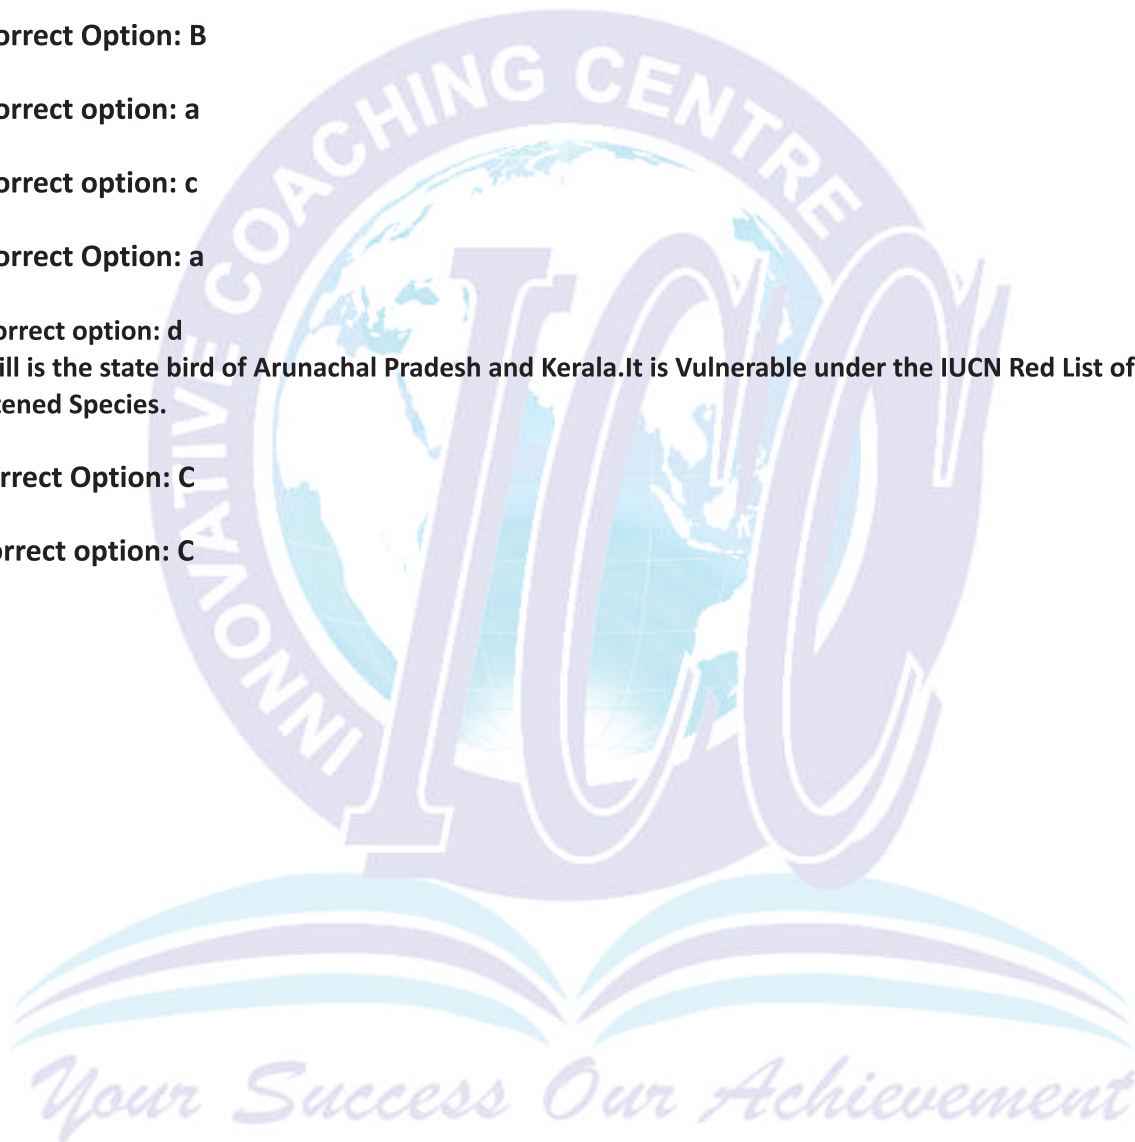 orrect Option: B
orrect option: a
orrect option: c
orrect Option: a
orrect option: d
ill is the state bird of Arunachal Pradesh and Kerala.It is Vulnerable under the IUCN Red List of
tened Species.
rrect Option: C
orrect option: C
INNOVATIVE COACHING CENTRE
ICC
Your Success Our Achievement